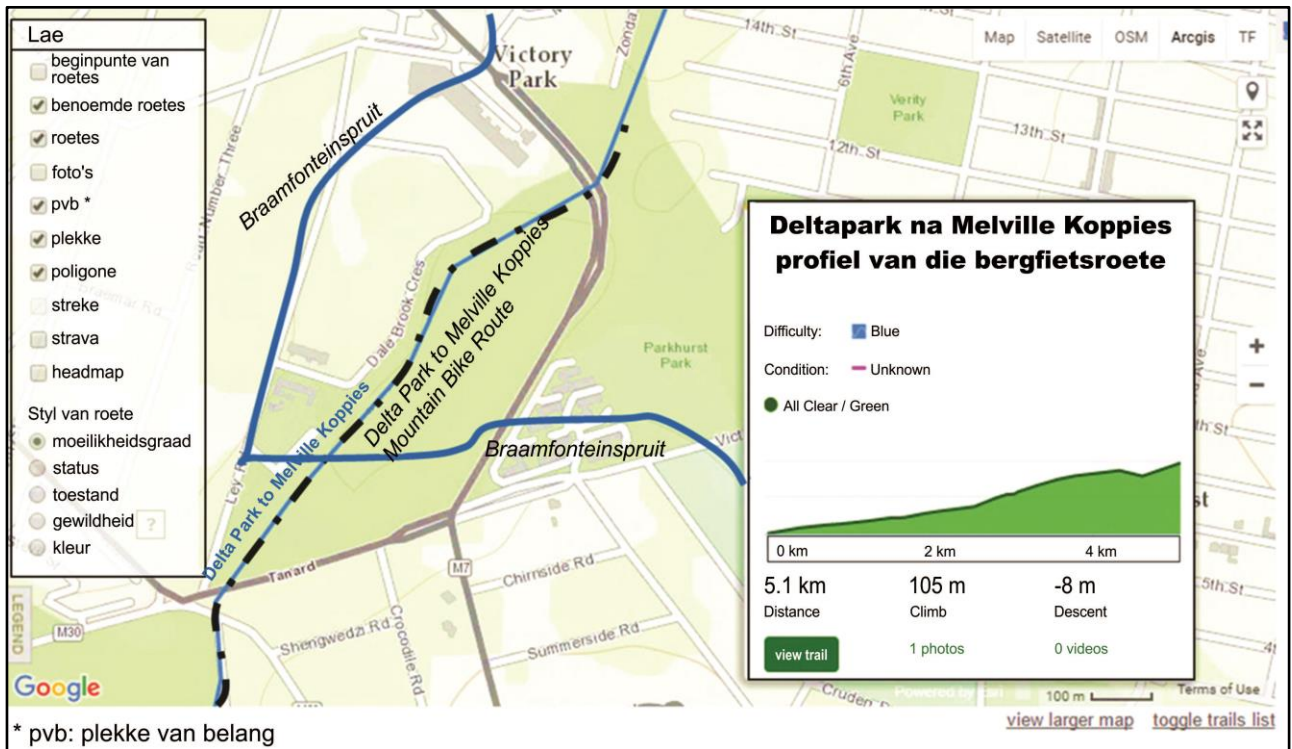 Lae
beginpunte van
roetes
benoemde roetes
roetes
foto's
pvb *
plekke
poligone
streke
strava
headmap
Styl van roete
moeilikheidsgraad
status
toestand
gewildheid
?
kleur
LEGEND
Google
Victory
Park
Braamfonteinspruit
Number Three
Dale Brook Cres
Delta Park to Melville Koppies
Delta Park to Melville Koppies
Mountain Bike Route
Braamfonteinspruit
Parkhurst
Park
Verity
Park
14th St
6th Ave
13th St
12th St
Map Satellite OSM Arcgis TF
+
−
Deltapark na Melville Koppies
profiel van die bergfietsroete
Difficulty: Blue
Condition: Unknown
All Clear / Green
0 km 2 km 4 km
5.1 km 105 m -8 m
Distance Climb Descent
view trail 1 photos 0 videos
M7
M30
Chirnside Rd
Shengwedzi Rd
Crocodile Rd
Summerside Rd
5th St
100 m
Terms of Use
view larger map toggle trails list
* pvb: plekke van belang